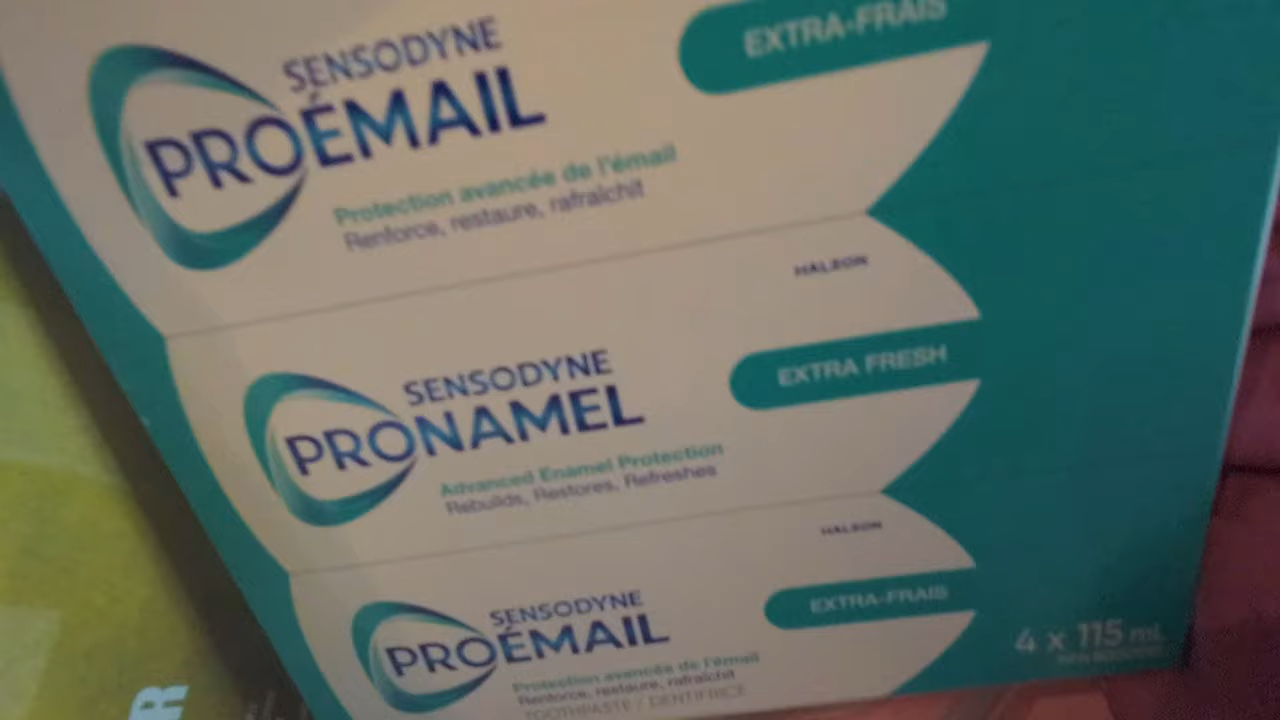 SENSODYNE
PROÉMAIL
EXTRA-FRAIS
Protection avancée de l'émail
Renforce, restaure, rafraîchit
HALEON
SENSODYNE
PRONAMEL
EXTRA FRESH
Advanced Enamel Protection
Rebuilds, Restores, Refreshes
HALEON
SENSODYNE
PROÉMAIL
EXTRA-FRAIS
Protection avancée de l'émail
Renforce, restaure, rafraîchit
TOOTHPASTE / DENTIFRICE
4 x 115 mL
R